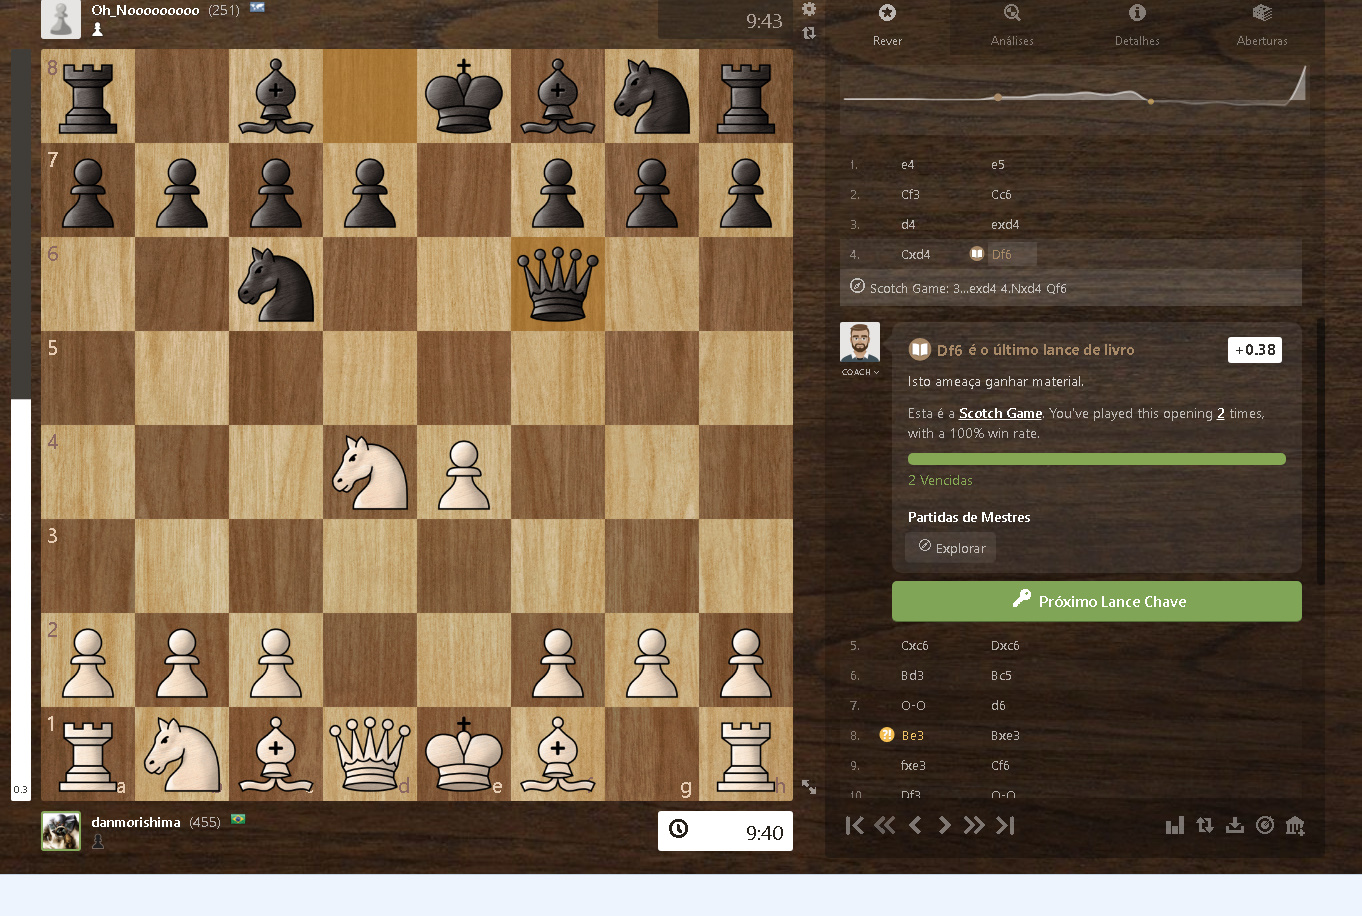 Oh_Nooooooooo (251)
9:43
Rever
Análises
Detalhes
Aberturas
8
7
6
5
4
3
2
1
a
c
d
e
g
h
0.3
1. e4 e5
2. Cf3 Cc6
3. d4 exd4
4. Cxd4 Df6
Scotch Game: 3...exd4 4.Nxd4 Qf6
COACH
Df6 é o último lance de livro
+0.38
Isto ameaça ganhar material.
Esta é a Scotch Game. You've played this opening 2 times,
with a 100% win rate.
2 Vencidas
Partidas de Mestres
Explorar
Próximo Lance Chave
5. Cxc6 Dxc6
6. Bd3 Bc5
7. O-O d6
8. ?! Be3 Bxe3
9. fxe3 Cf6
10. Df3 O-O
danmorishima (455)
9:40